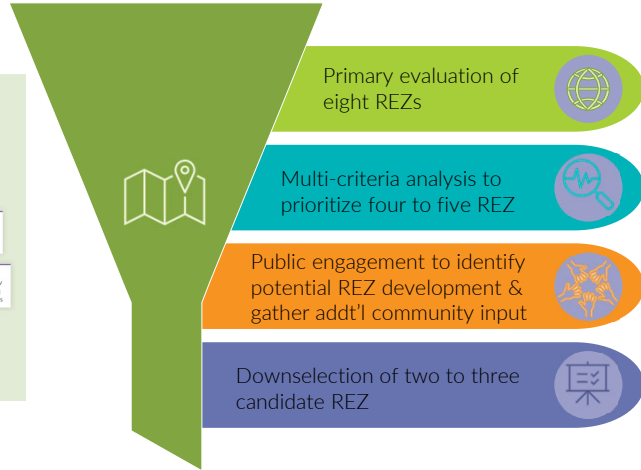 Primary evaluation of
eight REZs
Multi-criteria analysis to
prioritize four to five REZ
Public engagement to identify
potential REZ development &
gather addt'l community input
Downselection of two to three
candidate REZ